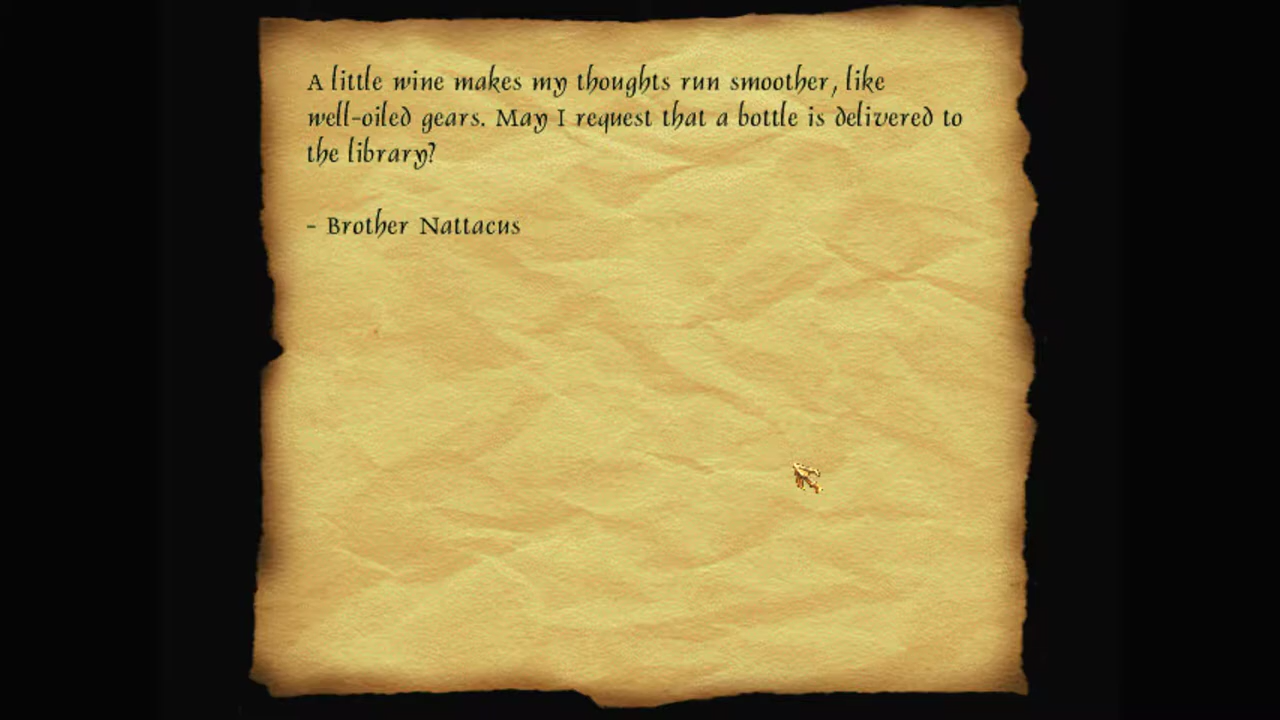 A little wine makes my thoughts run smoother, like
well-oiled gears. May I request that a bottle is delivered to
the library?
- Brother Nattacus